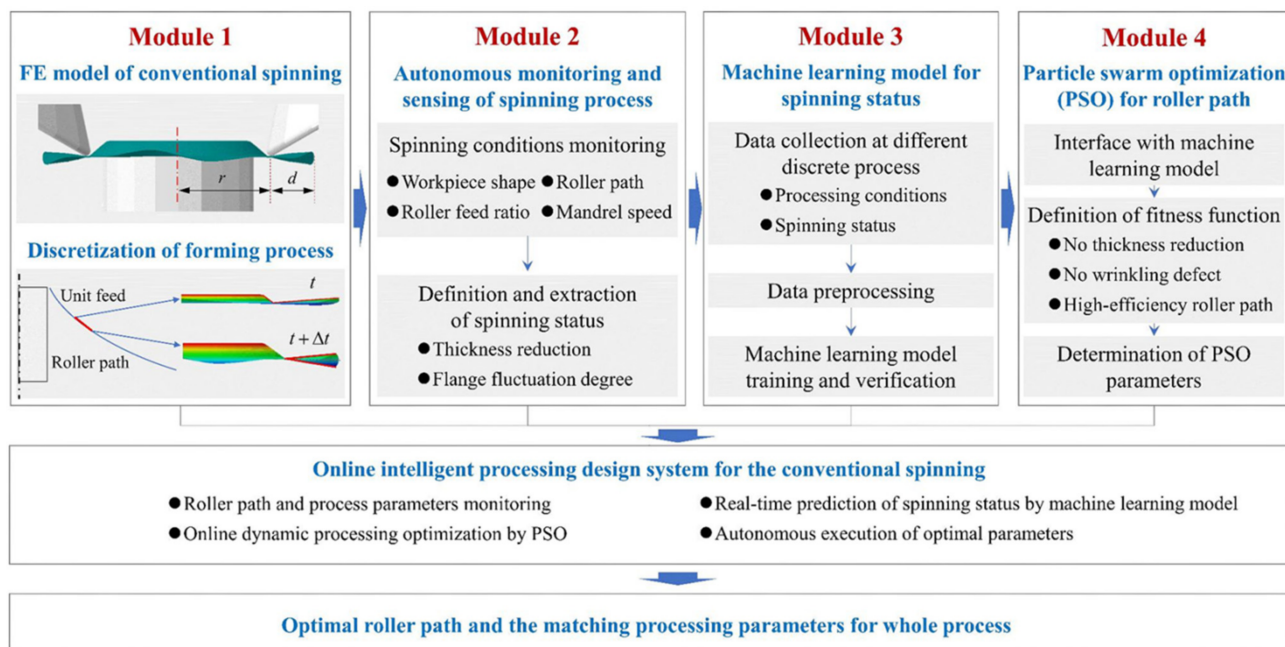 Module 1
FE model of conventional spinning
r
d
Discretization of forming process
Unit feed
t
t + Δt
Roller path
Module 2
Autonomous monitoring and
sensing of spinning process
Spinning conditions monitoring
●Workpiece shape ●Roller path
●Roller feed ratio ●Mandrel speed
Definition and extraction
of spinning status
●Thickness reduction
●Flange fluctuation degree
Module 3
Machine learning model for
spinning status
Data collection at different
discrete process
●Processing conditions
●Spinning status
Data preprocessing
Machine learning model
training and verification
Module 4
Particle swarm optimization
(PSO) for roller path
Interface with machine
learning model
Definition of fitness function
●No thickness reduction
●No wrinkling defect
●High-efficiency roller path
Determination of PSO
parameters
Online intelligent processing design system for the conventional spinning
●Roller path and process parameters monitoring
●Real-time prediction of spinning status by machine learning model
●Online dynamic processing optimization by PSO
●Autonomous execution of optimal parameters
Optimal roller path and the matching processing parameters for whole process